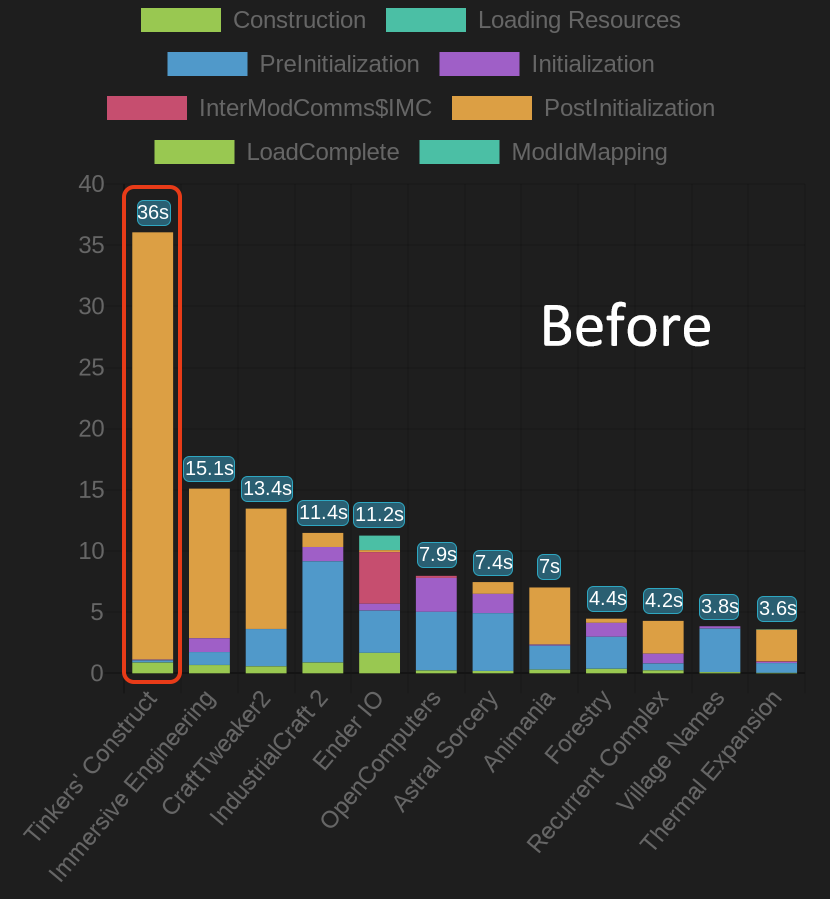 Construction Loading Resources
PreInitialization Initialization
InterModComms$IMC PostInitialization
LoadComplete ModIdMapping
40
36s
35
30
Before
25
20
15
15.1s
13.4s
11.4s
11.2s
10
7.9s
7.4s
7s
5
4.4s
4.2s
3.8s
3.6s
0
Tinkers' Construct
Immersive Engineering
CraftTweaker2
IndustrialCraft 2
Ender IO
OpenComputers
Astral Sorcery
Animania
Forestry
Recurrent Complex
Village Names
Thermal Expansion